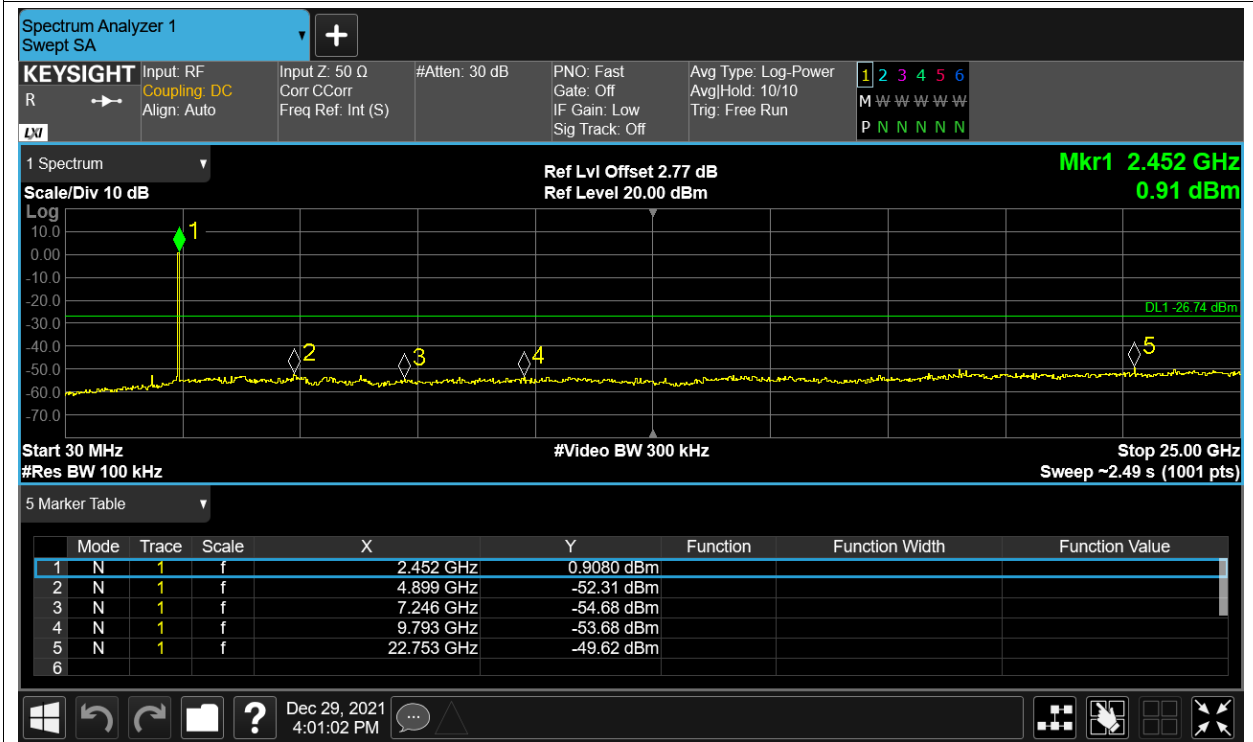 Spectrum Analyzer 1
Swept SA
+
KEYSIGHT
R
LXI
Input: RF
Coupling: DC
Align: Auto
Input Z: 50 Ω
Corr CCorr
Freq Ref: Int (S)
#Atten: 30 dB
PNO: Fast
Gate: Off
IF Gain: Low
Sig Track: Off
Avg Type: Log-Power
Avg|Hold: 10/10
Trig: Free Run
1 2 3 4 5 6
M W W W W W
P N N N N N
1 Spectrum
Scale/Div 10 dB
Ref Lvl Offset 2.77 dB
Ref Level 20.00 dBm
Mkr1 2.452 GHz
0.91 dBm
Log
10.0
0.00
-10.0
-20.0
-30.0
-40.0
-50.0
-60.0
-70.0
1
2
3
4
5
DL1 -26.74 dBm
Start 30 MHz
#Video BW 300 kHz
Stop 25.00 GHz
#Res BW 100 kHz
Sweep ~2.49 s (1001 pts)
5 Marker Table
Mode Trace Scale X Y Function Function Width Function Value
1 N 1 f 2.452 GHz 0.9080 dBm
2 N 1 f 4.899 GHz -52.31 dBm
3 N 1 f 7.246 GHz -54.68 dBm
4 N 1 f 9.793 GHz -53.68 dBm
5 N 1 f 22.753 GHz -49.62 dBm
6
?
Dec 29, 2021
4:01:02 PM